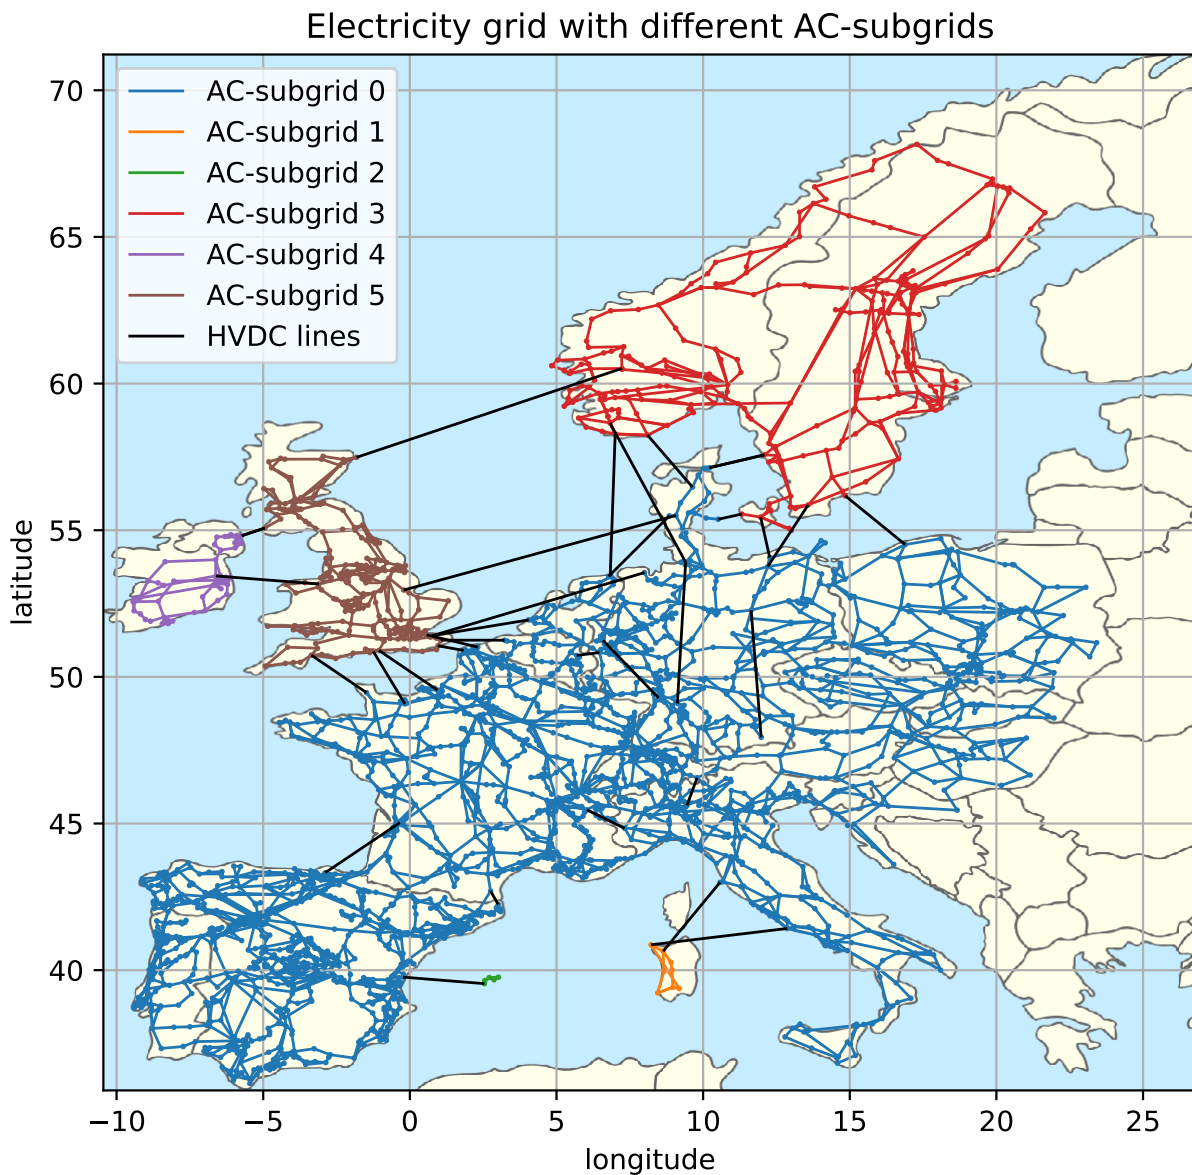 Electricity grid with different AC-subgrids
AC-subgrid 0
AC-subgrid 1
AC-subgrid 2
AC-subgrid 3
AC-subgrid 4
AC-subgrid 5
HVDC lines
70
65
60
55
50
45
40
latitude
−10 −5 0 5 10 15 20 25
longitude